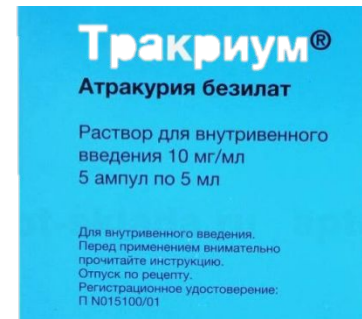 Тракриум®
Атракурия безилат
Раствор для внутривенного
введения 10 мг/мл
5 ампул по 5 мл
Для внутривенного введения.
Перед применением внимательно
прочитайте инструкцию.
Отпуск по рецепту.
Регистрационное удостоверение:
П N015100/01